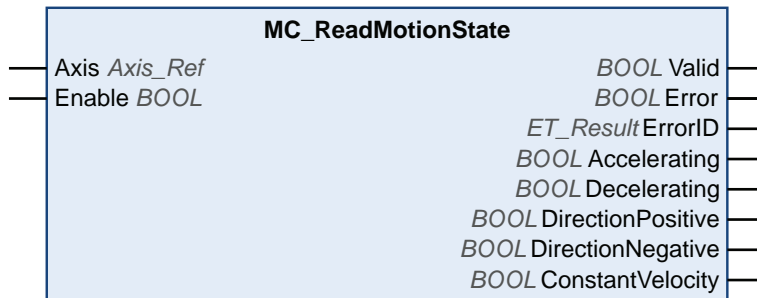 MC_ReadMotionState
Axis Axis_Ref BOOL Valid
Enable BOOL BOOL Error
ET_Result ErrorID
BOOL Accelerating
BOOL Decelerating
BOOL DirectionPositive
BOOL DirectionNegative
BOOL ConstantVelocity